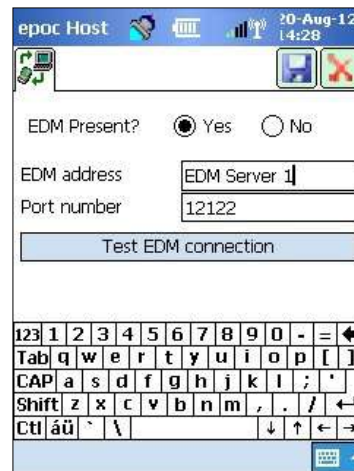 epoc Host 20-Aug-12
14:28
EDM Present? Yes No
EDM address EDM Server 1
Port number 12122
Test EDM connection
123 1 2 3 4 5 6 7 8 9 0 - =
Tab q w e r t y u i o p [ ]
CAP a s d f g h j k l ; '
Shift z x c v b n m , . /
Ctl áü ` \